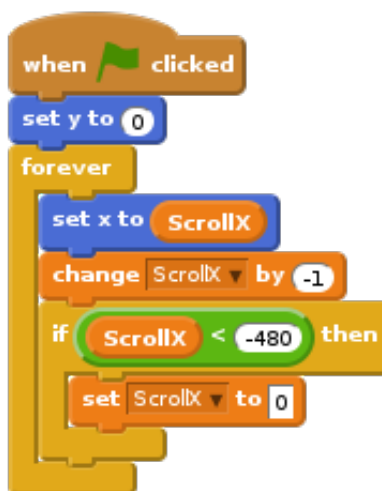 when clicked
set y to 0
forever
set x to ScrollX
change ScrollX by -1
if ScrollX < -480 then
set ScrollX to 0